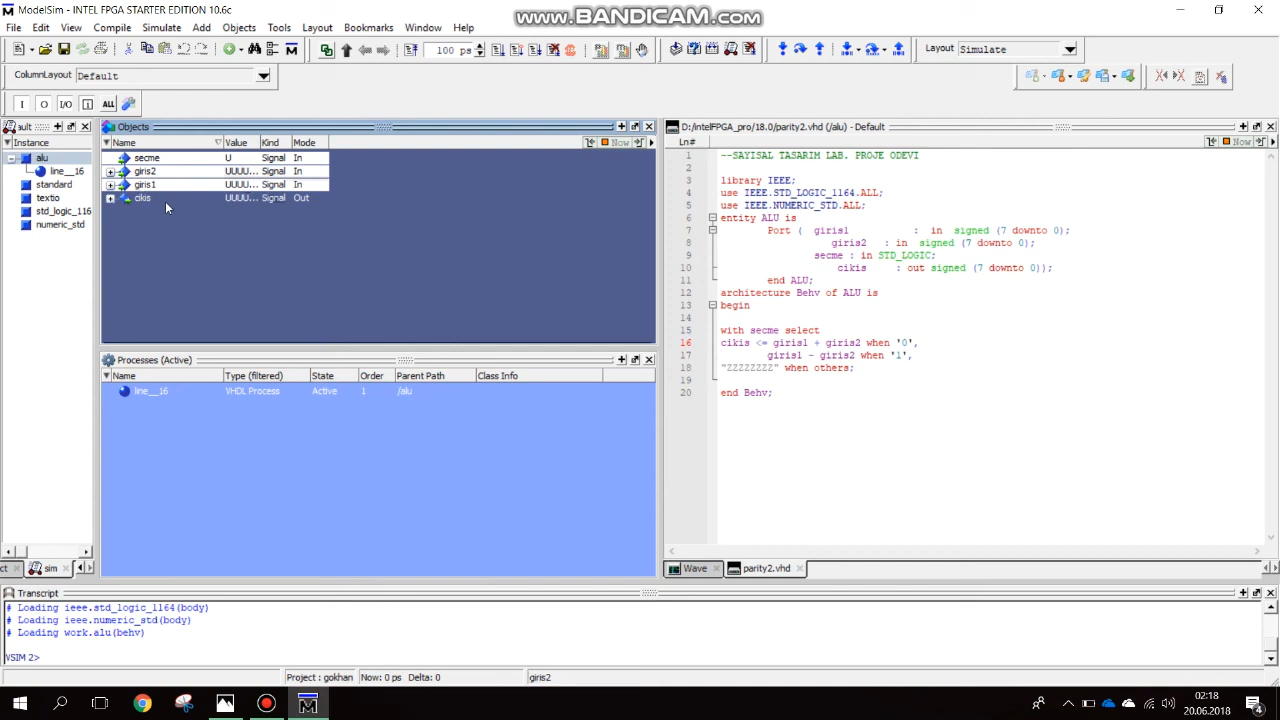 ModelSim - INTEL FPGA STARTER EDITION 10.6c
www.BANDICAM.com
File Edit View Compile Simulate Add Objects Tools Layout Bookmarks Window Help
100 ps
Layout Simulate
ColumnLayout Default
I O I/O ALL
ault
Instance
alu
line__16
standard
textio
std_logic_116
numeric_std
Objects
Now
Name Value Kind Mode
secme U Signal In
giris2 UUUU... Signal In
giris1 UUUU... Signal In
cikis UUUU... Signal Out
Processes (Active)
Name Type (filtered) State Order Parent Path Class Info
line__16 VHDL Process Active 1 /alu
D:/intelFPGA_pro/18.0/parity2.vhd (/alu) - Default
Ln# Now
1 --SAYISAL TASARIM LAB. PROJE ODEVI
2
3 library IEEE;
4 use IEEE.STD_LOGIC_1164.ALL;
5 use IEEE.NUMERIC_STD.ALL;
6 entity ALU is
7 Port ( giris1 : in signed (7 downto 0);
8 giris2 : in signed (7 downto 0);
9 secme : in STD_LOGIC;
10 cikis : out signed (7 downto 0));
11 end ALU;
12 architecture Behv of ALU is
13 begin
14
15 with secme select
16 cikis <= giris1 + giris2 when '0',
17 giris1 - giris2 when '1',
18 "ZZZZZZZZ" when others;
19
20 end Behv;
ct sim
Wave parity2.vhd
Transcript
# Loading ieee.std_logic_1164(body)
# Loading ieee.numeric_std(body)
# Loading work.alu(behv)
VSIM 2>
Project : gokhan Now: 0 ps Delta: 0 giris2
02:18
20.06.2018
4